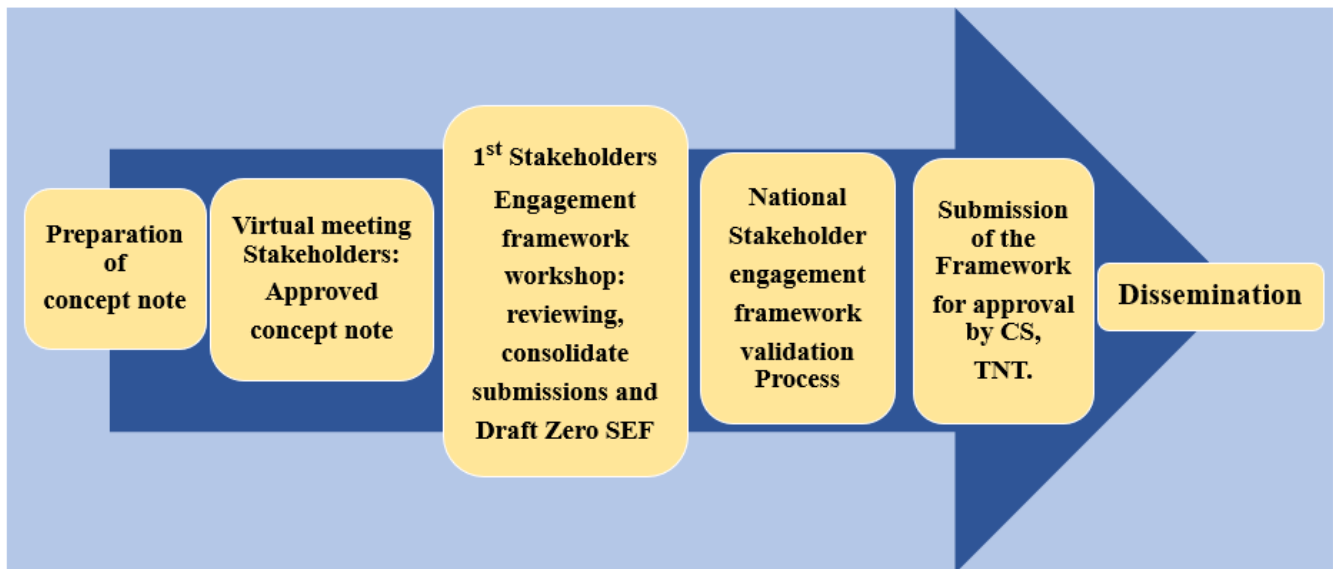 Preparation
of
concept note
Virtual meeting
Stakeholders:
Approved
concept note
1st Stakeholders
Engagement
framework
workshop:
reviewing,
consolidate
submissions and
Draft Zero SEF
National
Stakeholder
engagement
framework
validation
Process
Submission
of the
Framework
for approval
by CS,
TNT.
Dissemination